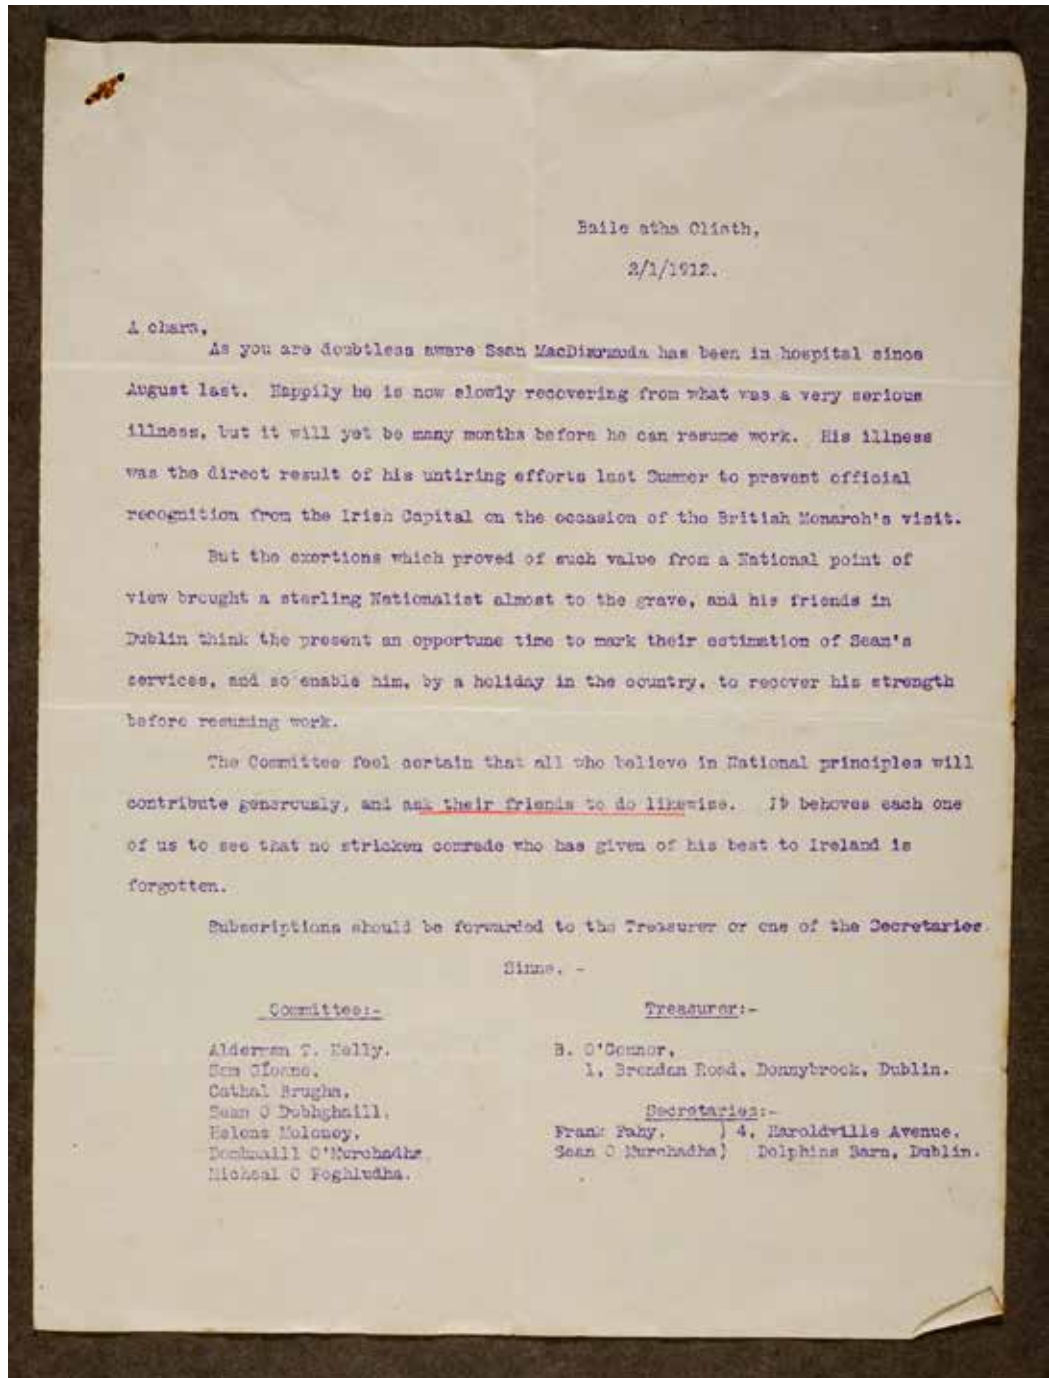 Baile atha Cliath,
2/1/1912.
A chara,
As you are doubtless aware Sean MacDiarmuda has been in hospital since
August last. Happily he is now slowly recovering from what was a very serious
illness, but it will yet be many months before he can resume work. His illness
was the direct result of his untiring efforts last Summer to prevent official
recognition from the Irish Capital on the occasion of the British Monarch's visit.
But the exertions which proved of such value from a National point of
view brought a sterling Nationalist almost to the grave, and his friends in
Dublin think the present an opportune time to mark their estimation of Sean's
services, and so enable him, by a holiday in the country, to recover his strength
before resuming work.
The Committee feel certain that all who believe in National principles will
contribute generously, and ask their friends to do likewise. It behoves each one
of us to see that no stricken comrade who has given of his best to Ireland is
forgotten.
Subscriptions should be forwarded to the Treasurer or one of the Secretaries.
Sinne, -
Committee:-
Alderman T. Kelly.
Cathal Brugha,
Sean O Dobhghaill,
Helena Moloney,
Domhnaill O'Murchadha
Micheal O Foghludha.
Treasurer:-
B. O'Connor,
1, Brendan Road, Donnybrook, Dublin.
Secretaries:-
Frank Fahy, ) 4, Haroldville Avenue,
Sean O Murchadha) Dolphins Barn, Dublin.